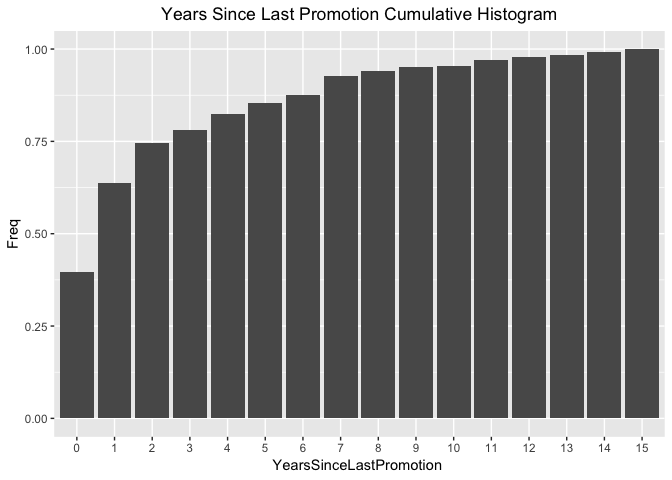 Years Since Last Promotion Cumulative Histogram
1.00
0.75
0.50
0.25
0.00
Freq
0 1 2 3 4 5 6 7 8 9 10 11 12 13 14 15
YearsSinceLastPromotion